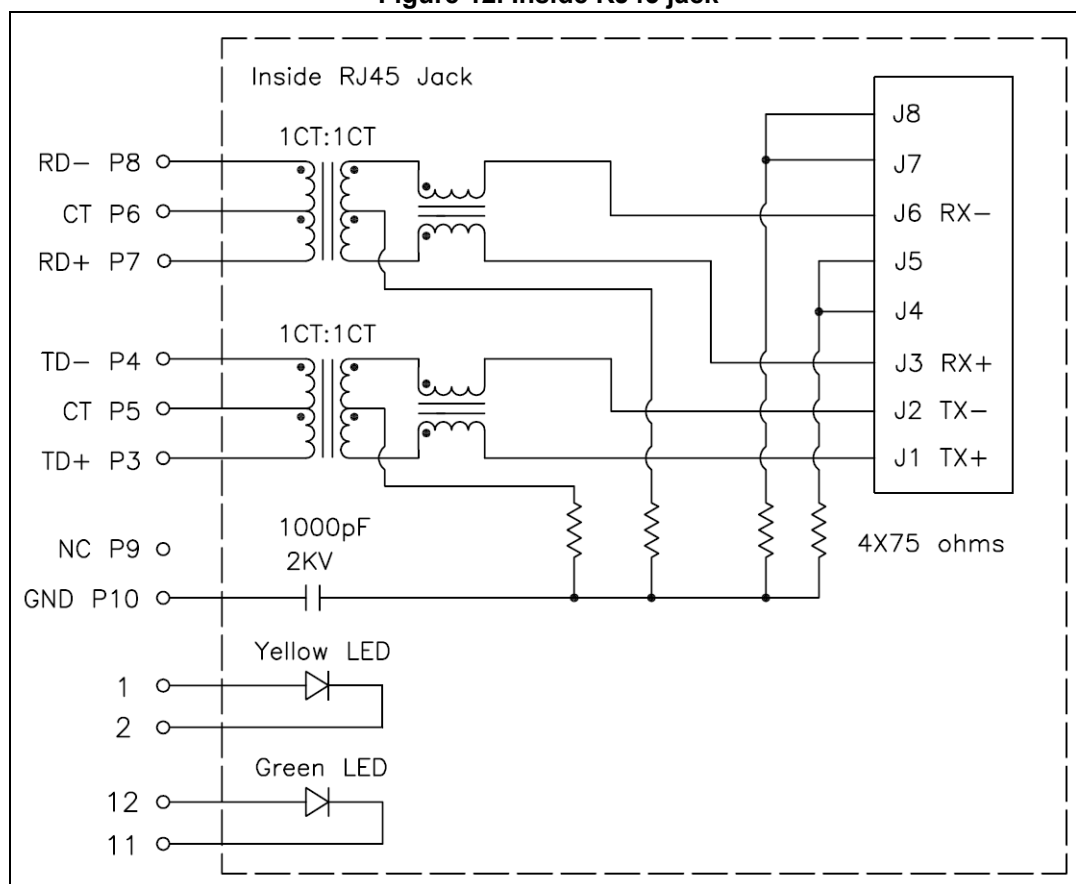 Figure 12. Inside RJ45 jack
Inside RJ45 Jack
1CT:1CT
RD- P8
CT P6
RD+ P7
1CT:1CT
TD- P4
CT P5
TD+ P3
J8
J7
J6 RX-
J5
J4
J3 RX+
J2 TX-
J1 TX+
4X75 ohms
NC P9
1000pF
2KV
GND P10
Yellow LED
1
2
Green LED
12
11